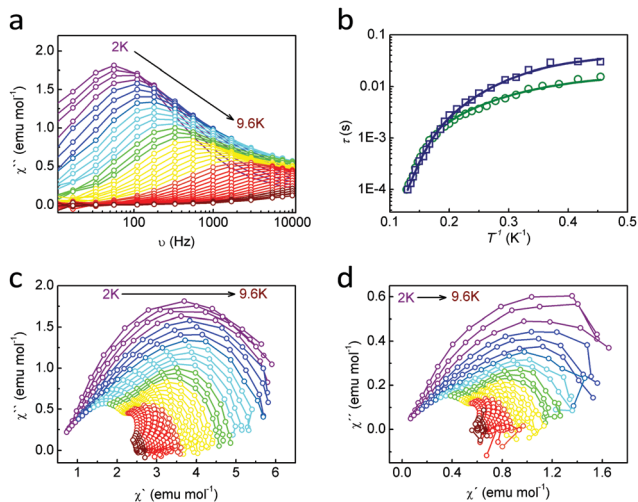 a
2K
9.6K
χ`` (emu mol⁻¹)
2.0
1.5
1.0
0.5
0.0
100
1000
10000
υ (Hz)
b
τ (s)
0.1
0.01
1E-3
1E-4
0.1
0.2
0.3
0.4
0.5
T⁻¹ (K⁻¹)
c
2K
9.6K
χ`` (emu mol⁻¹)
2.0
1.5
1.0
0.5
0.0
1
2
3
4
5
6
χ` (emu mol⁻¹)
d
2K
9.6K
χ´´ (emu mol⁻¹)
0.6
0.4
0.2
0.0
0.0
0.4
0.8
1.2
1.6
χ´ (emu mol⁻¹)